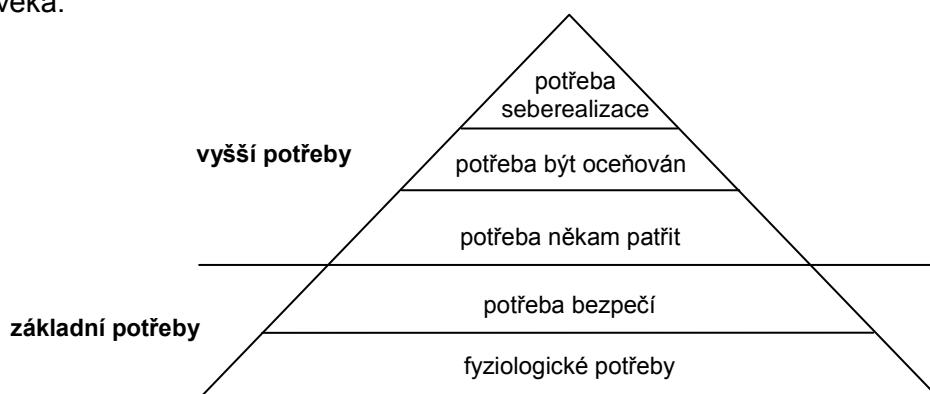 věka.
potřeba
seberealizace
vyšší potřeby
potřeba být oceňován
potřeba někam patřit
potřeba bezpečí
základní potřeby
fyziologické potřeby